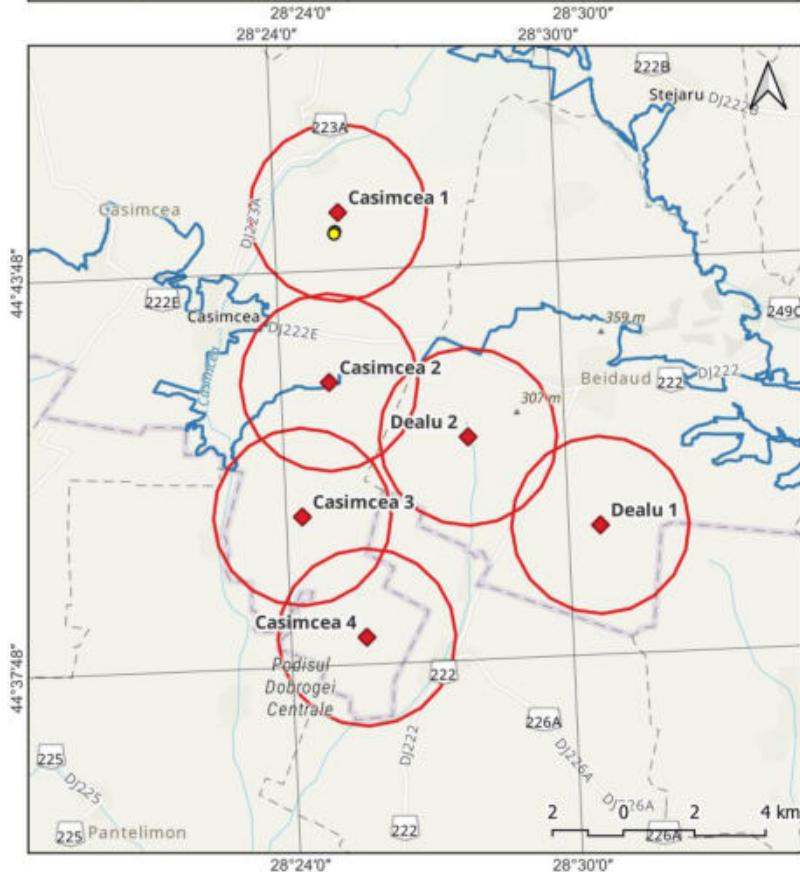 28°24'0" 28°30'0"
28°24'0" 28°30'0"
222B
Stejaru DJ222B
223A
Casimcea 1
Casimcea
DJ223A
44°43'48"
222E
Casimcea
DJ222E
249C
359 m
Casimcea
Casimcea 2
Beidaud 222 DJ222
307 m
Dealu 2
Casimcea 3
Dealu 1
Casimcea 4
44°37'48"
Podisul
Dobrogei
Centrale
222
226A
DJ222
DJ226A
225
DJ225
DJ226A
2 0 2 4 km
225 Pantelimon
222
226A
28°24'0" 28°30'0"